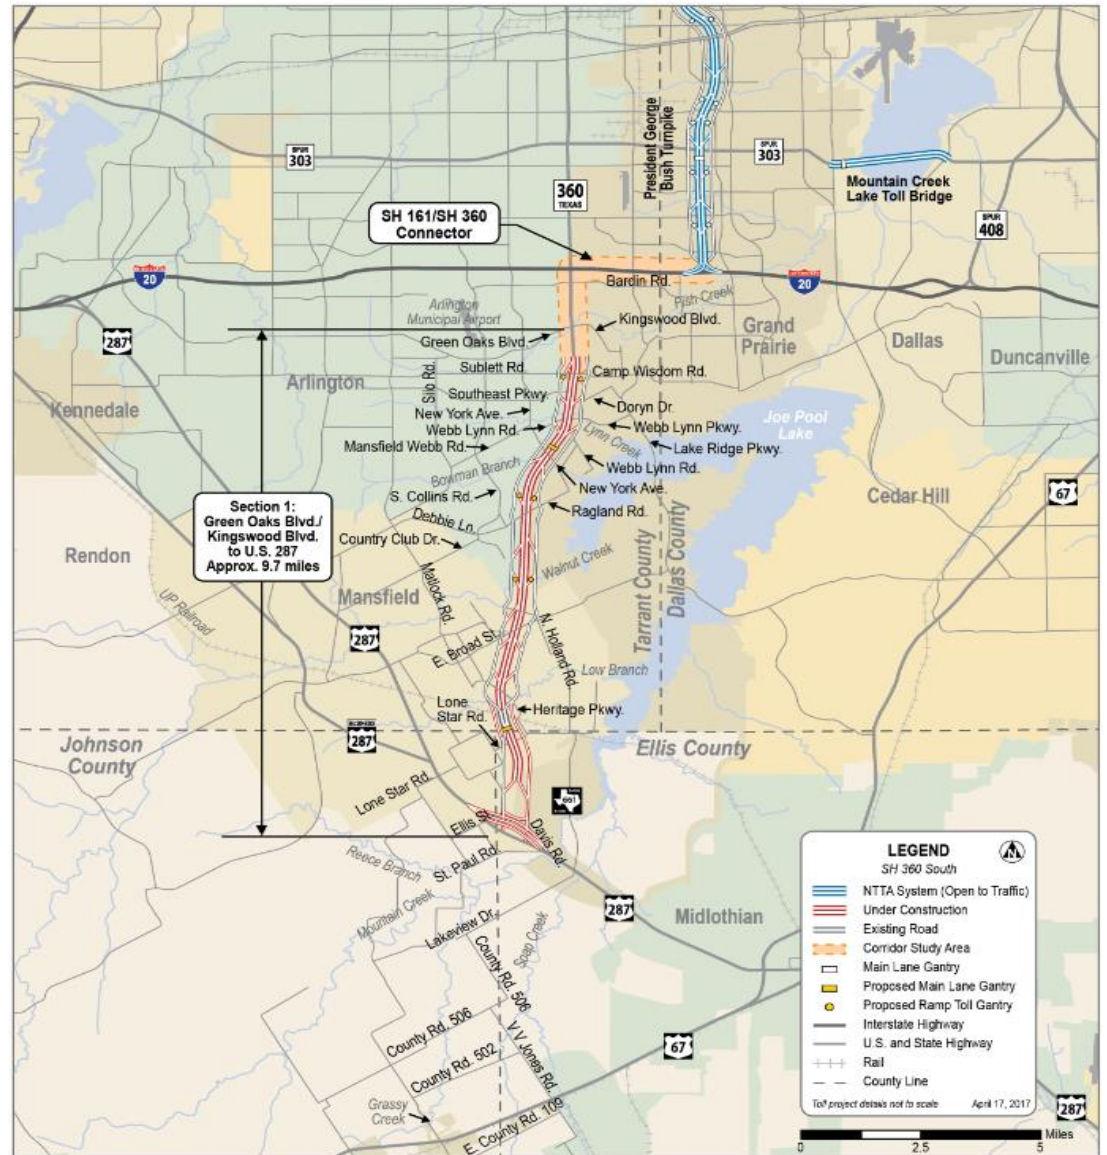 SPUR
303
360
TEXAS
President George
Bush Turnpike
SPUR
303
Mountain Creek
Lake Toll Bridge
SPUR
408
SH 161/SH 360
Connector
20
Bardin Rd.
20
Fish Creek
Arlington
Municipal Airport
Kingswood Blvd.
Green Oaks Blvd.
Grand
Prairie
Dallas
Duncanville
287
Arlington
Kennedale
Silo Rd.
Sublett Rd.
Camp Wisdom Rd.
Southeast Pkwy.
Doryn Dr.
New York Ave.
Webb Lynn Rd.
Webb Lynn Pkwy.
Joe Pool
Lake
Mansfield Webb Rd.
Lynn Creek
Lake Ridge Pkwy.
Bowman Branch
Webb Lynn Rd.
New York Ave.
S. Collins Rd.
Ragland Rd.
Cedar Hill
67
Section 1:
Green Oaks Blvd./
Kingswood Blvd.
to U.S. 287
Approx. 9.7 miles
Debbie Ln.
Country Club Dr.
Rendon
Walnut Creek
Tarrant County
Dallas County
Mansfield
Matlock Rd.
UP Railroad
287
E. Broad St.
N. Holland Rd.
Low Branch
Lone
Star Rd.
Heritage Pkwy.
287
Johnson
County
Ellis County
Lone Star Rd.
661
Ellis
Davis Rd.
St. Paul Rd.
Reece Branch
Mountain Creek
287
Midlothian
Lakeview Dr.
Soap Creek
County Rd. 506
County Rd. 506
V V Jones Rd.
County Rd. 502
67
Grassy
Creek
E. County Rd. 109
287
LEGEND
N
SH 360 South
NTTA System (Open to Traffic)
Under Construction
Existing Road
Corridor Study Area
Main Lane Gantry
Proposed Main Lane Gantry
Proposed Ramp Toll Gantry
Interstate Highway
U.S. and State Highway
Rail
County Line
Toll project details not to scale April 17, 2017
Miles
0 2.5 5